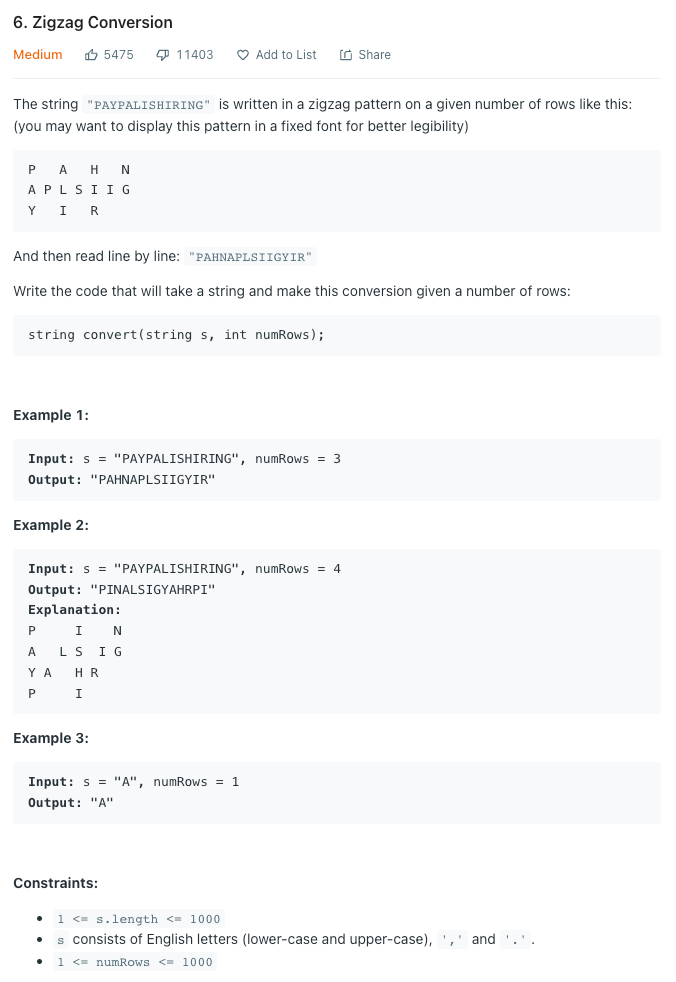 6. Zigzag Conversion
Medium 5475 11403 Add to List Share
The string "PAYPALISHIRING" is written in a zigzag pattern on a given number of rows like this:
(you may want to display this pattern in a fixed font for better legibility)
P   A   H   N
A P L S I I G
Y   I   R
And then read line by line: "PAHNAPLSIIGYIR"
Write the code that will take a string and make this conversion given a number of rows:
string convert(string s, int numRows);
Example 1:
Input: s = "PAYPALISHIRING", numRows = 3
Output: "PAHNAPLSIIGYIR"
Example 2:
Input: s = "PAYPALISHIRING", numRows = 4
Output: "PINALSIGYAHRPI"
Explanation:
P     I    N
A   L S  I G
Y A   H R
P     I
Example 3:
Input: s = "A", numRows = 1
Output: "A"
Constraints:
• 1 <= s.length <= 1000
• s consists of English letters (lower-case and upper-case), ',' and '.'.
• 1 <= numRows <= 1000